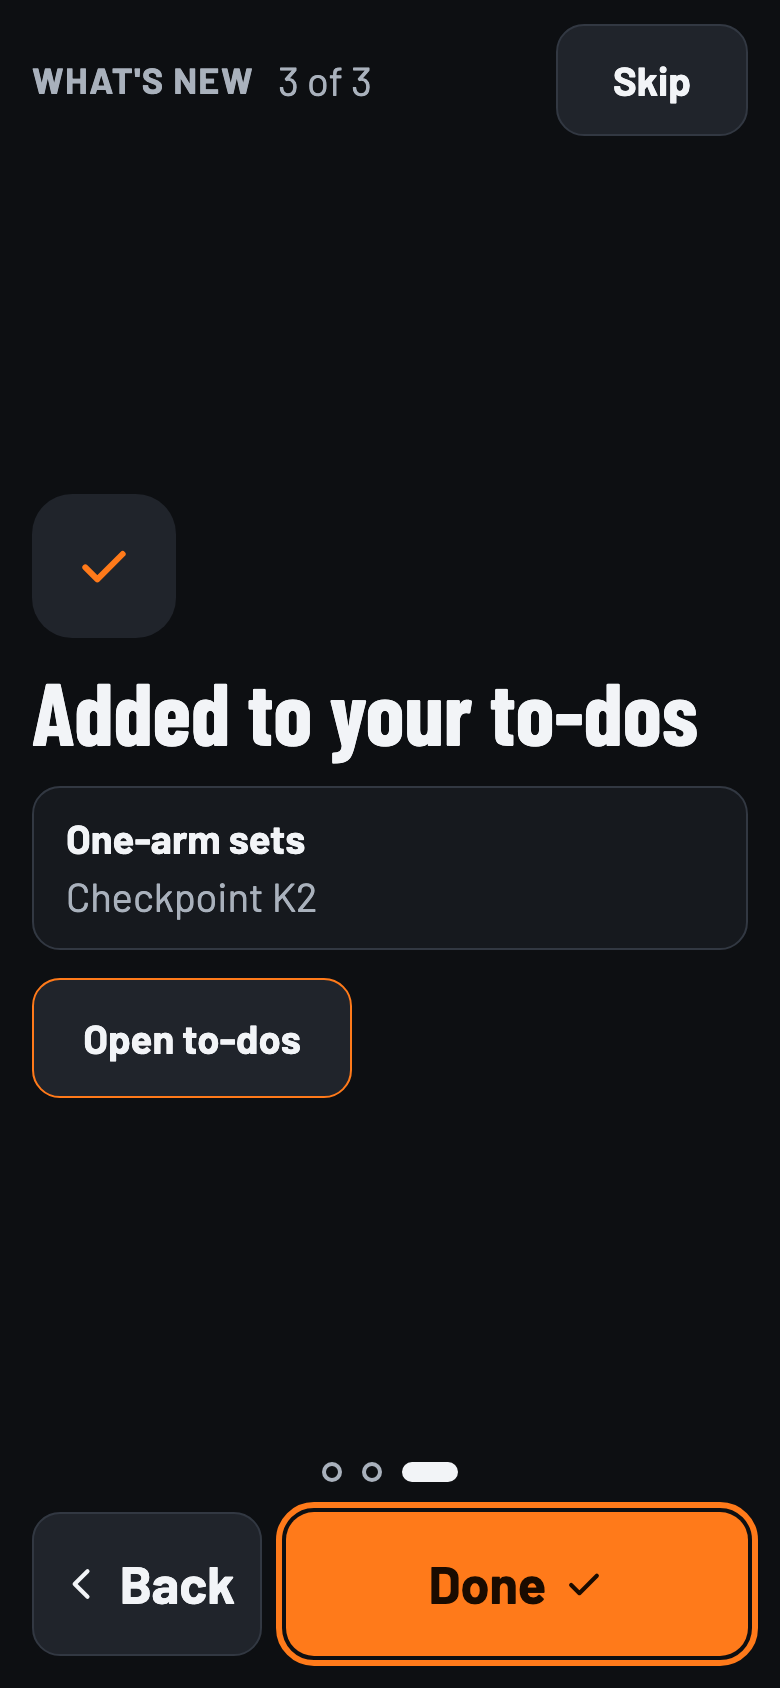 WHAT'S NEW 3 of 3
Skip
Added to your to-dos
One-arm sets
Checkpoint K2
Open to-dos
Back
Done